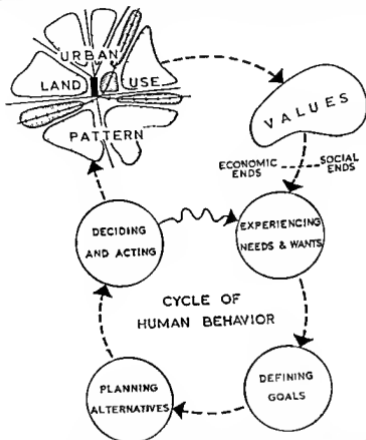 URBAN
LAND USE
PATTERN
VALUES
ECONOMIC SOCIAL
ENDS ENDS
DECIDING
AND ACTING
EXPERIENCING
NEEDS & WANTS
CYCLE OF
HUMAN BEHAVIOR
PLANNING
ALTERNATIVES
DEFINING
GOALS